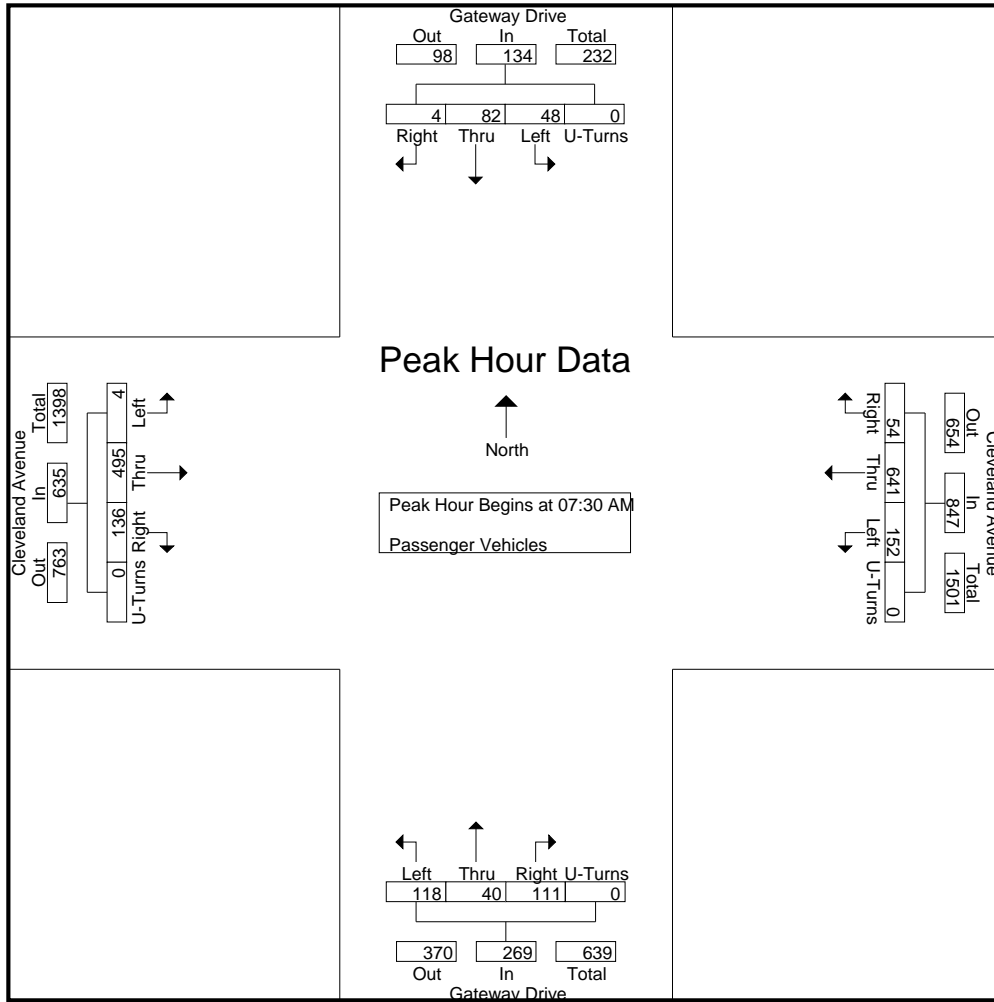 Gateway Drive
Out In Total
98 134 232
4 82 48 0
Right Thru Left U-Turns
Peak Hour Data
North
Peak Hour Begins at 07:30 AM
Passenger Vehicles
Cleveland Avenue
Total In Out
1398 635 763
4 495 136 0
Left Thru Right U-Turns
Right Thru Left U-Turns
54 641 152 0
654 847 1501
Out In Total
Cleveland Avenue
Left Thru Right U-Turns
118 40 111 0
370 269 639
Out In Total
Gateway Drive